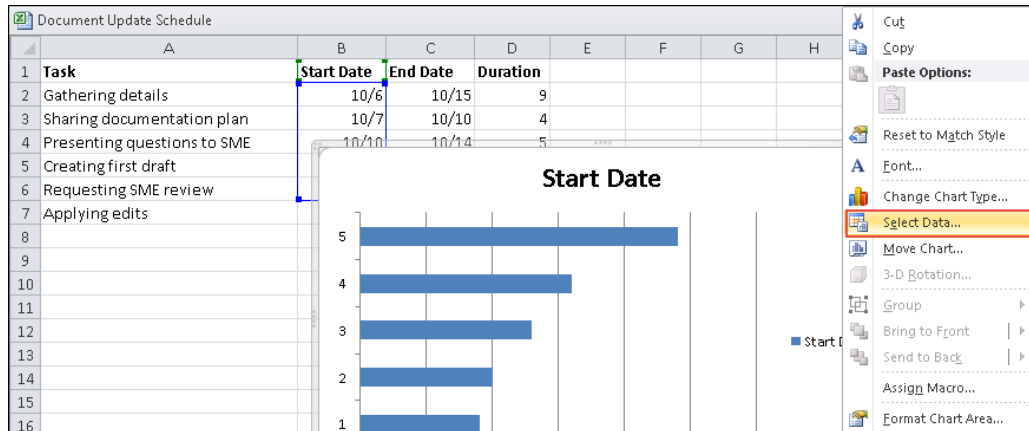 Document Update Schedule
A B C D E F G H
1 Task Start Date End Date Duration
2 Gathering details 10/6 10/15 9
3 Sharing documentation plan 10/7 10/10 4
4 Presenting questions to SME 10/10 10/14 5
5 Creating first draft
6 Requesting SME review
7 Applying edits
8
9
10
11
12
13
14
15
16
Start Date
5
4
3
2
1
Start D
Cut
Copy
Paste Options:
Reset to Match Style
Font...
Change Chart Type...
Select Data...
Move Chart...
3-D Rotation...
Group
Bring to Front
Send to Back
Assign Macro...
Format Chart Area...